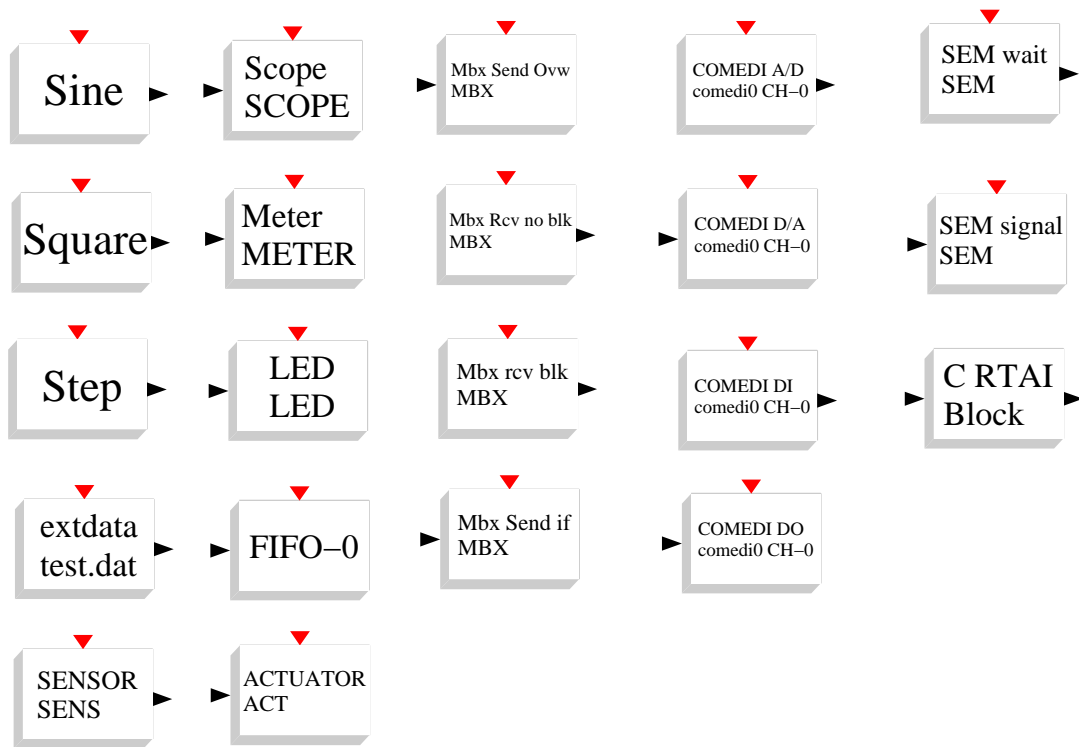 Sine
Scope
SCOPE
Mbx Send Ovw
MBX
COMEDI A/D
comedi0 CH−0
SEM wait
SEM
Square
Meter
METER
Mbx Rcv no blk
MBX
COMEDI D/A
comedi0 CH−0
SEM signal
SEM
Step
LED
LED
Mbx rcv blk
MBX
COMEDI DI
comedi0 CH−0
C RTAI
Block
extdata
test.dat
FIFO−0
Mbx Send if
MBX
COMEDI DO
comedi0 CH−0
SENSOR
SENS
ACTUATOR
ACT